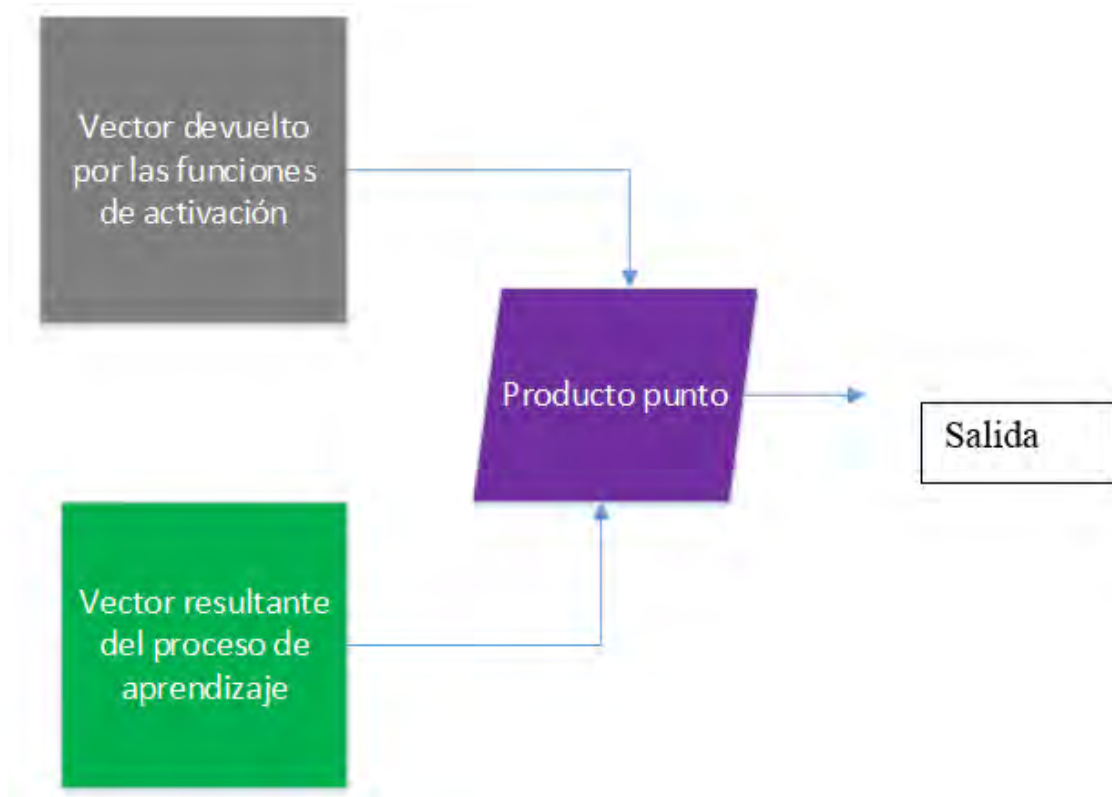 Vector devuelto
por las funciones
de activación
Producto punto
Salida
Vector resultante
del proceso de
aprendizaje